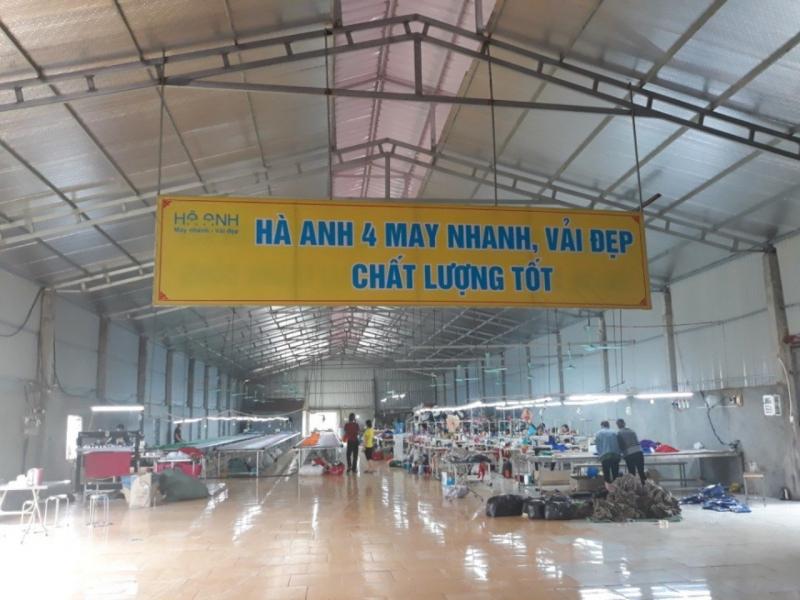 HÀ ANH
May nhanh - Vải đẹp
HÀ ANH 4 MAY NHANH, VẢI ĐẸP
CHẤT LƯỢNG TỐT